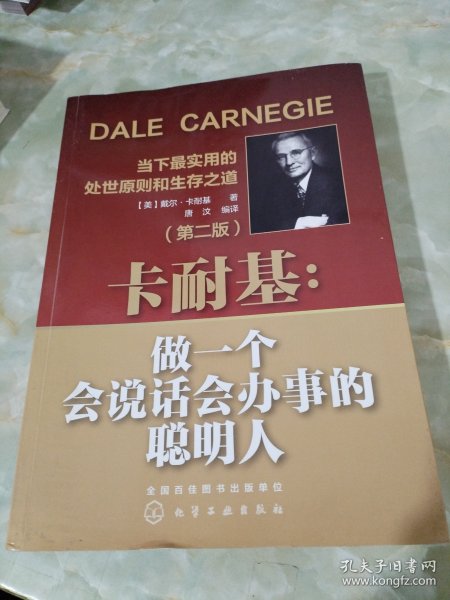 DALE CARNEGIE
当下最实用的
处世原则和生存之道
【美】戴尔·卡耐基 著
唐汶 编译
（第二版）
卡耐基：
做一个
会说话会办事的
聪明人
全国百佳图书出版单位
化学工业出版社
孔夫子旧书网
www.kongfz.com